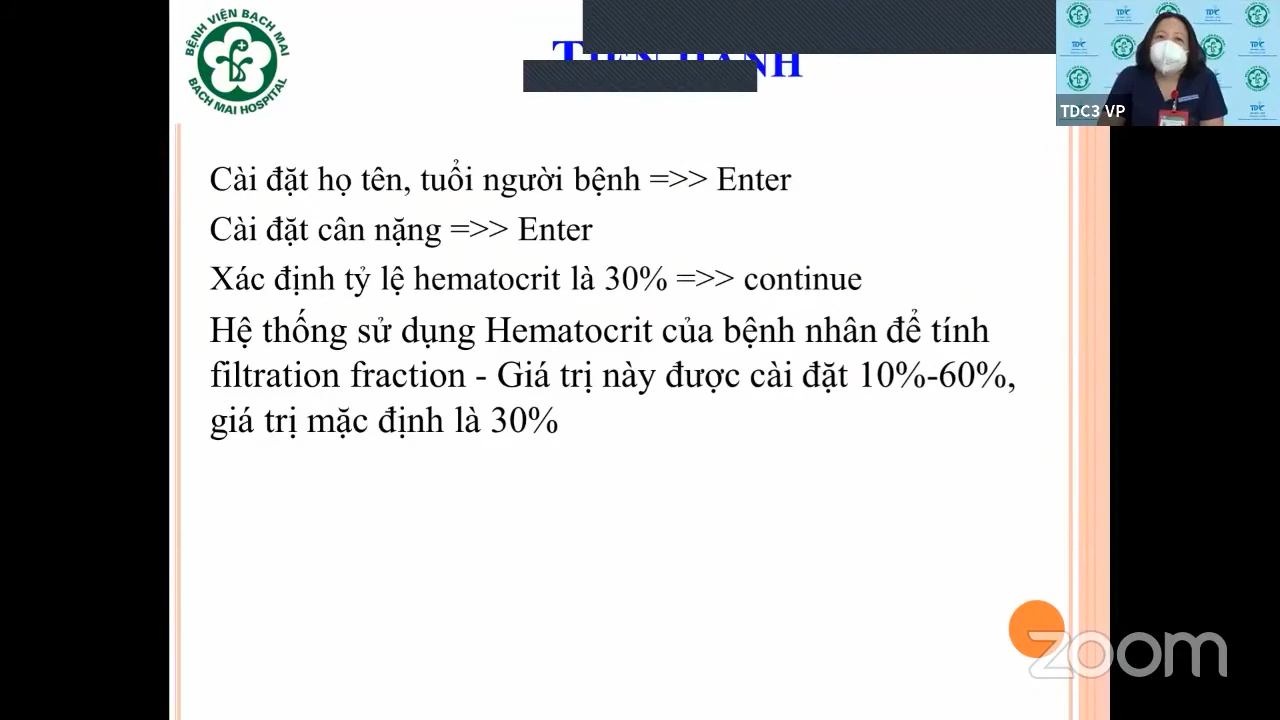 BỆNH VIỆN BẠCH MAI
BACH MAI HOSPITAL
TDC3 VP
Cài đặt họ tên, tuổi người bệnh =>> Enter
Cài đặt cân nặng =>> Enter
Xác định tỷ lệ hematocrit là 30% =>> continue
Hệ thống sử dụng Hematocrit của bệnh nhân để tính
filtration fraction - Giá trị này được cài đặt 10%-60%,
giá trị mặc định là 30%
zoom